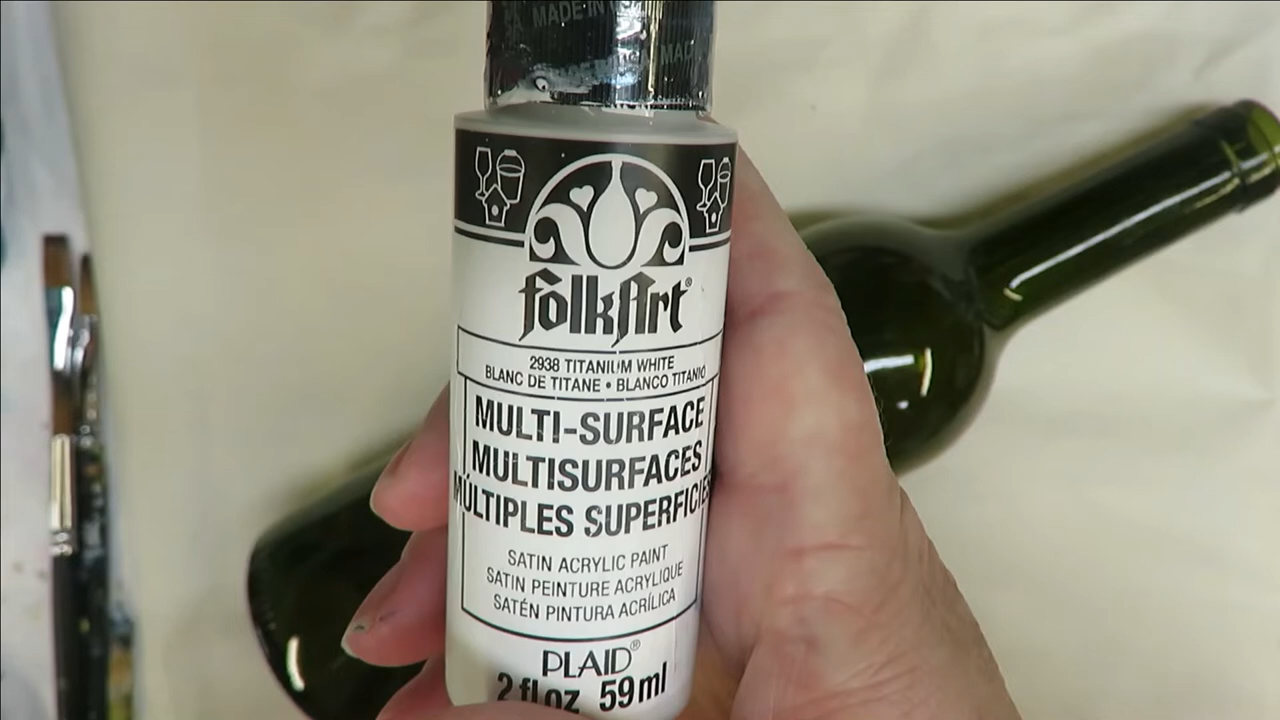 MADE IN
folkArt®
2938 TITANIUM WHITE
BLANC DE TITANE • BLANCO TITANIO
MULTI-SURFACE
MULTISURFACES
MÚLTIPLES SUPERFICIES
SATIN ACRYLIC PAINT
SATIN PEINTURE ACRYLIQUE
SATÉN PINTURA ACRÍLICA
PLAID®
2 fl oz 59 ml